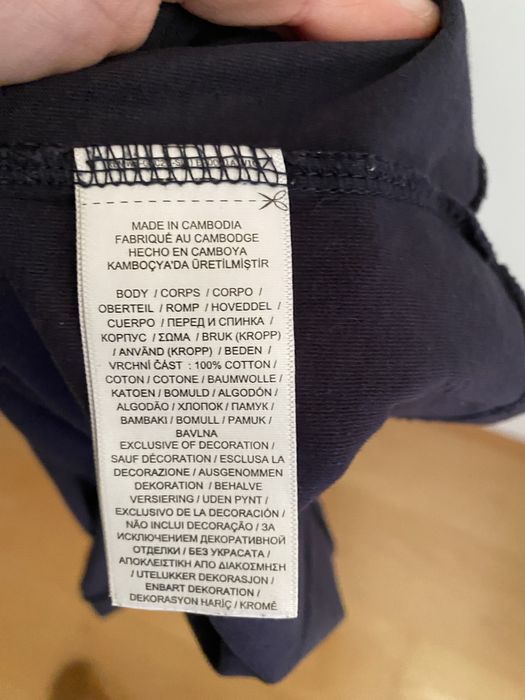 MADE IN CAMBODIA
FABRIQUÉ AU CAMBODGE
HECHO EN CAMBOYA
KAMBOÇYA'DA ÜRETİLMİŞTİR
BODY / CORPS / CORPO /
OBERTEIL / ROMP / HOVEDDEL /
CUERPO / ПЕРЕД И СПИНКА /
КОРПУС / ΣΩΜΑ / BRUK (KROPP)
/ ANVÄND (KROPP) / BEDEN /
VRCHNÍ ČÁST : 100% COTTON /
COTON / COTONE / BAUMWOLLE /
KATOEN / BOMULD / ALGODÓN /
ALGODÃO / ХЛОПОК / ПАМУК /
BAMBAKI / BOMULL / PAMUK /
BAVLNA
EXCLUSIVE OF DECORATION /
SAUF DÉCORATION / ESCLUSA LA
DECORAZIONE / AUSGENOMMEN
DEKORATION / BEHALVE
VERSIERING / UDEN PYNT /
EXCLUSIVO DE LA DECORACIÓN /
NÃO INCLUI DECORAÇÃO / ЗА
ИСКЛЮЧЕНИЕМ ДЕКОРАТИВНОЙ
ОТДЕЛКИ / БЕЗ УКРАСАТА /
ΑΠΟΚΛΕΙΣΤΙΚΗ ΑΠΟ ΔΙΑΚΟΣΜΗΣΗ
/ UTELUKKER DEKORASJON /
ENBART DEKORATION /
DEKORASYON HARİÇ / KROMĚ